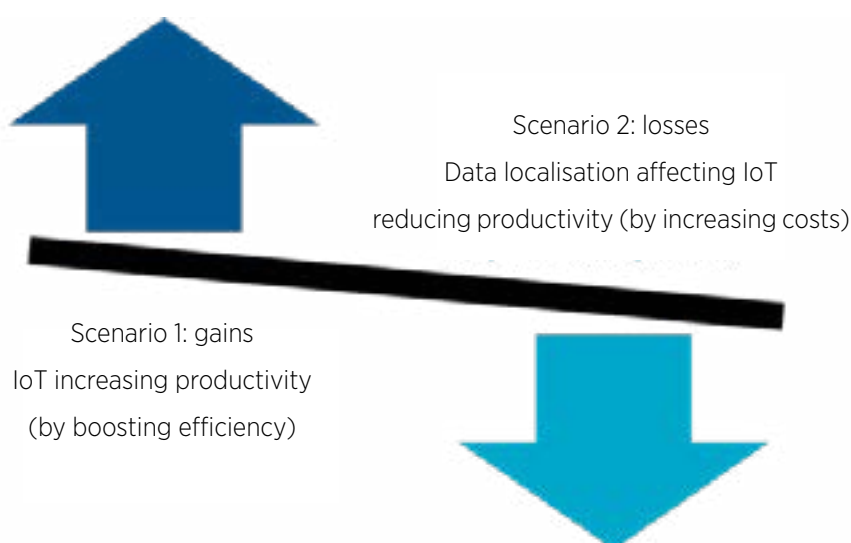 Scenario 2: losses
Data localisation affecting IoT
reducing productivity (by increasing costs)
Scenario 1: gains
IoT increasing productivity
(by boosting efficiency)